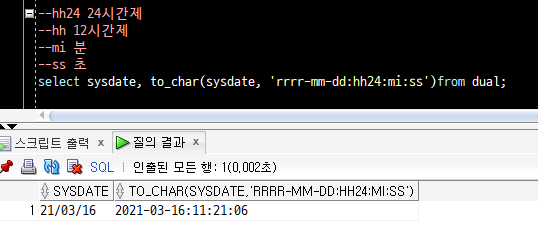 --hh24 24시간제
--hh 12시간제
--mi 분
--ss 초
select sysdate, to_char(sysdate, 'rrrr-mm-dd:hh24:mi:ss')from dual;
스크립트 출력 x 질의 결과 x
SQL | 인출된 모든 행: 1(0,002초)
SYSDATE TO_CHAR(SYSDATE,'RRRR-MM-DD:HH24:MI:SS')
1 21/03/16 2021-03-16:11:21:06